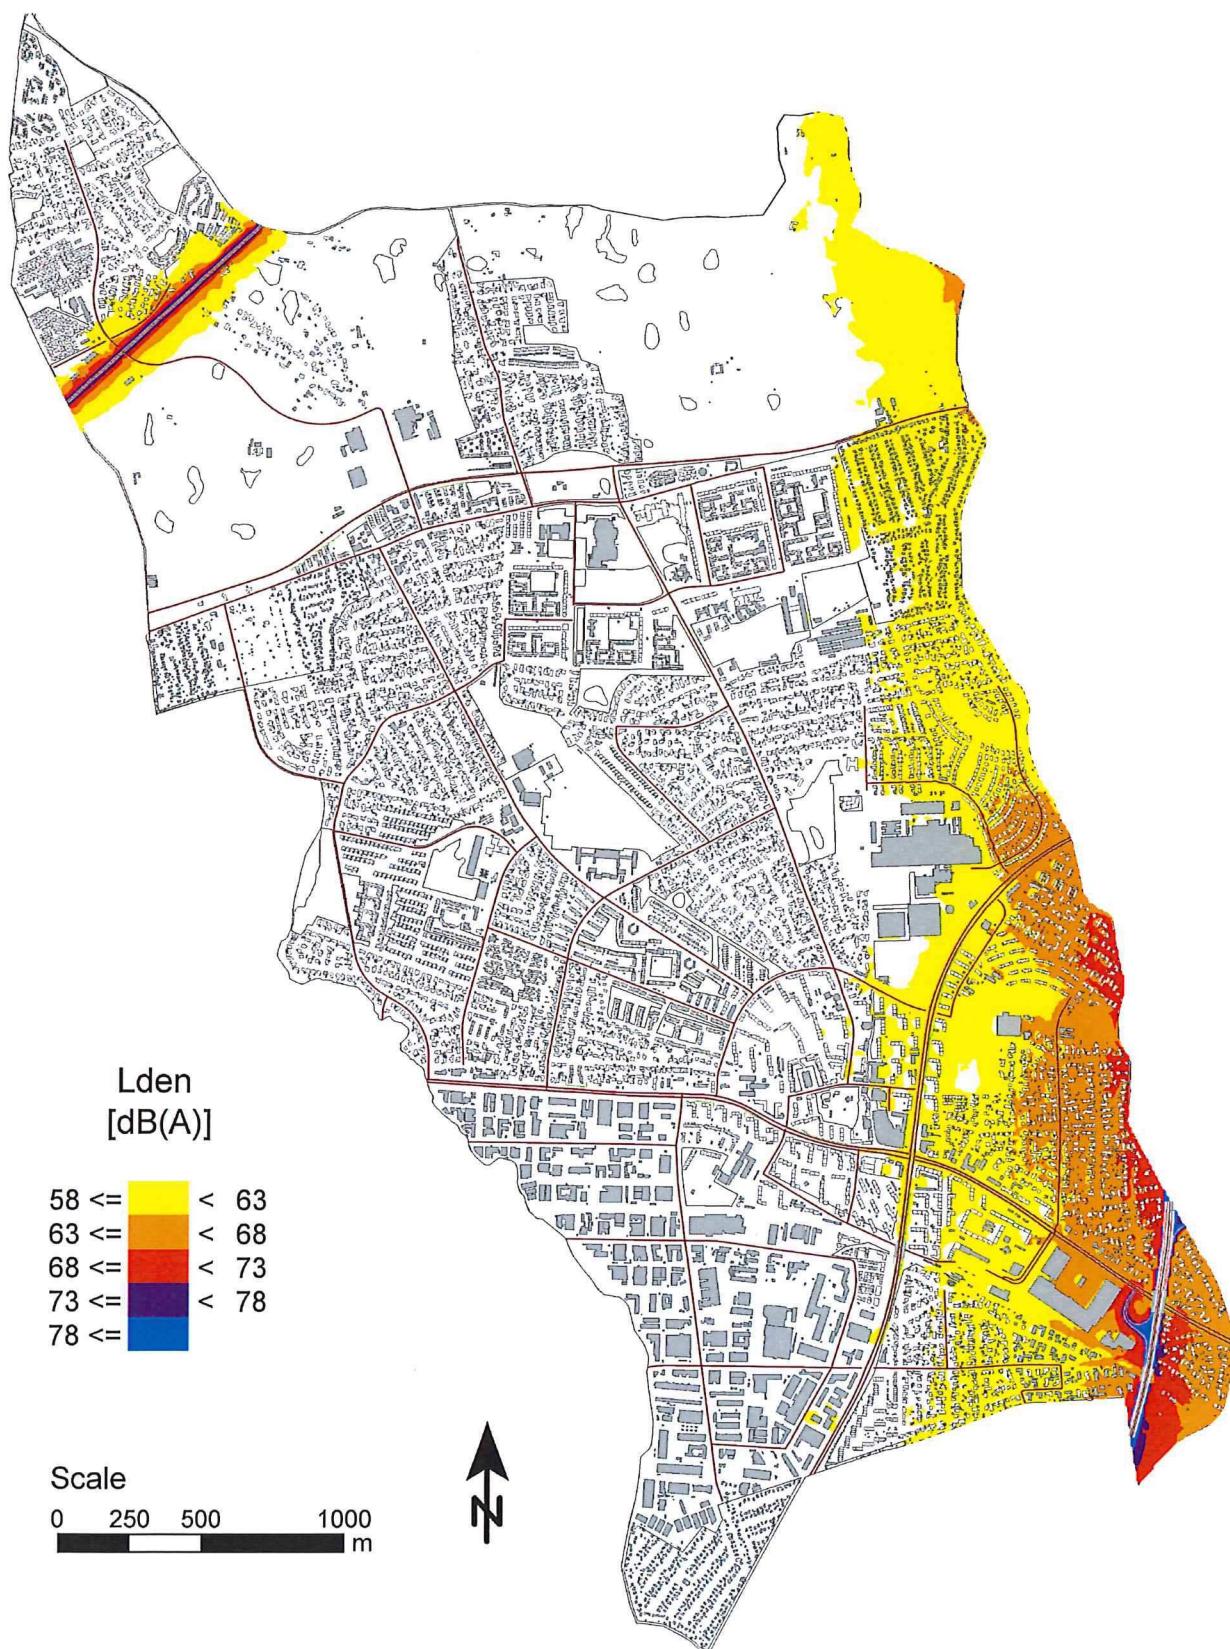 Lden
[dB(A)]
58 <= < 63
63 <= < 68
68 <= < 73
73 <= < 78
78 <=
Scale
0 250 500 1000
m
N